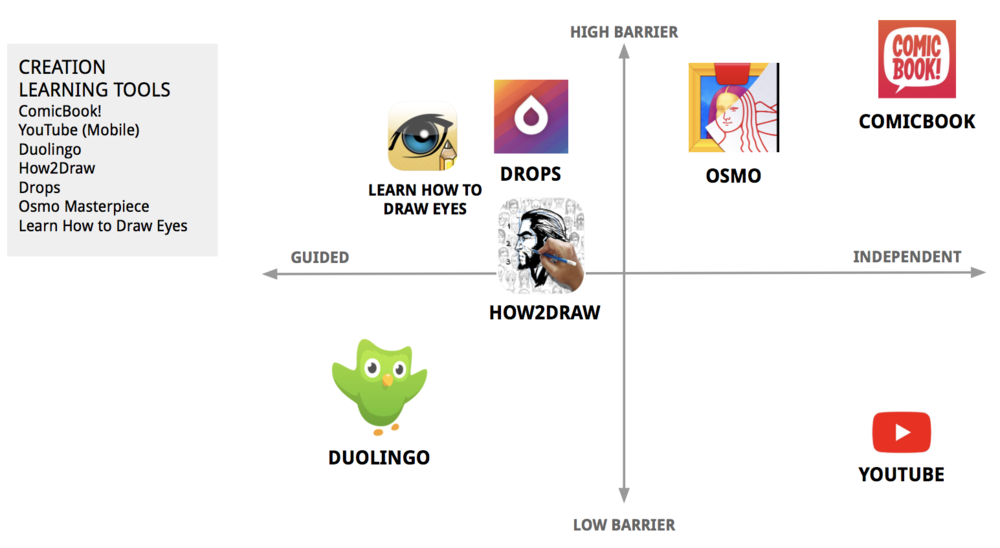 CREATION
LEARNING TOOLS
ComicBook!
YouTube (Mobile)
Duolingo
How2Draw
Drops
Osmo Masterpiece
Learn How to Draw Eyes
HIGH BARRIER
COMIC
BOOK!
COMICBOOK
DROPS
OSMO
LEARN HOW TO
DRAW EYES
1
2
3
GUIDED
INDEPENDENT
HOW2DRAW
DUOLINGO
YOUTUBE
LOW BARRIER